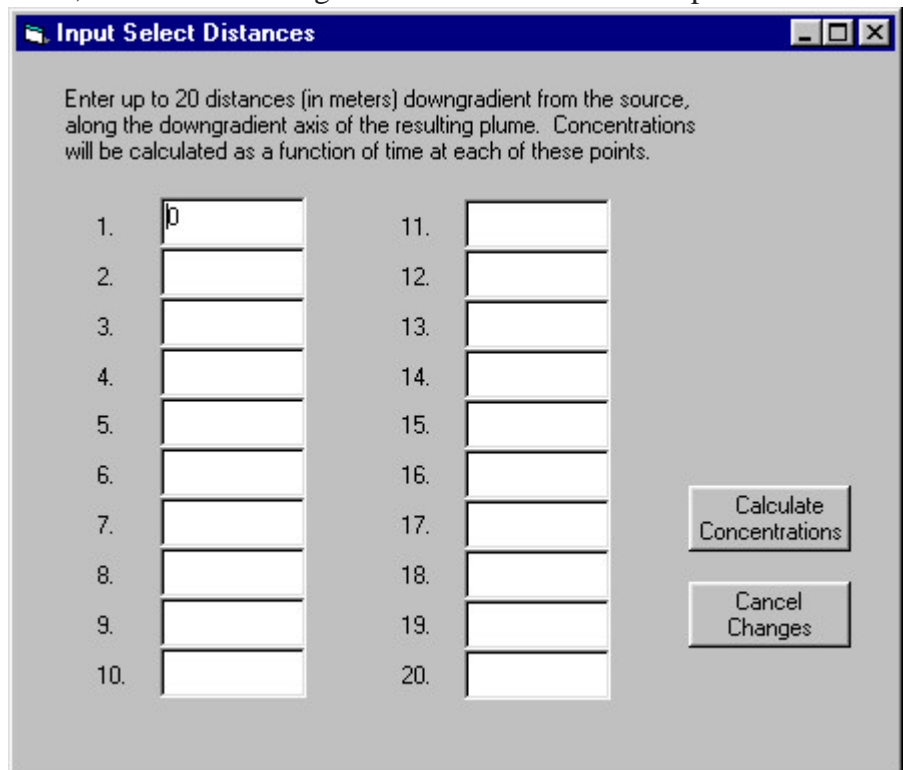 Input Select Distances
Enter up to 20 distances (in meters) downgradient from the source,
along the downgradient axis of the resulting plume. Concentrations
will be calculated as a function of time at each of these points.
1. 0
2.
3.
4.
5.
6.
7.
8.
9.
10.
11.
12.
13.
14.
15.
16.
17.
18.
19.
20.
Calculate
Concentrations
Cancel
Changes